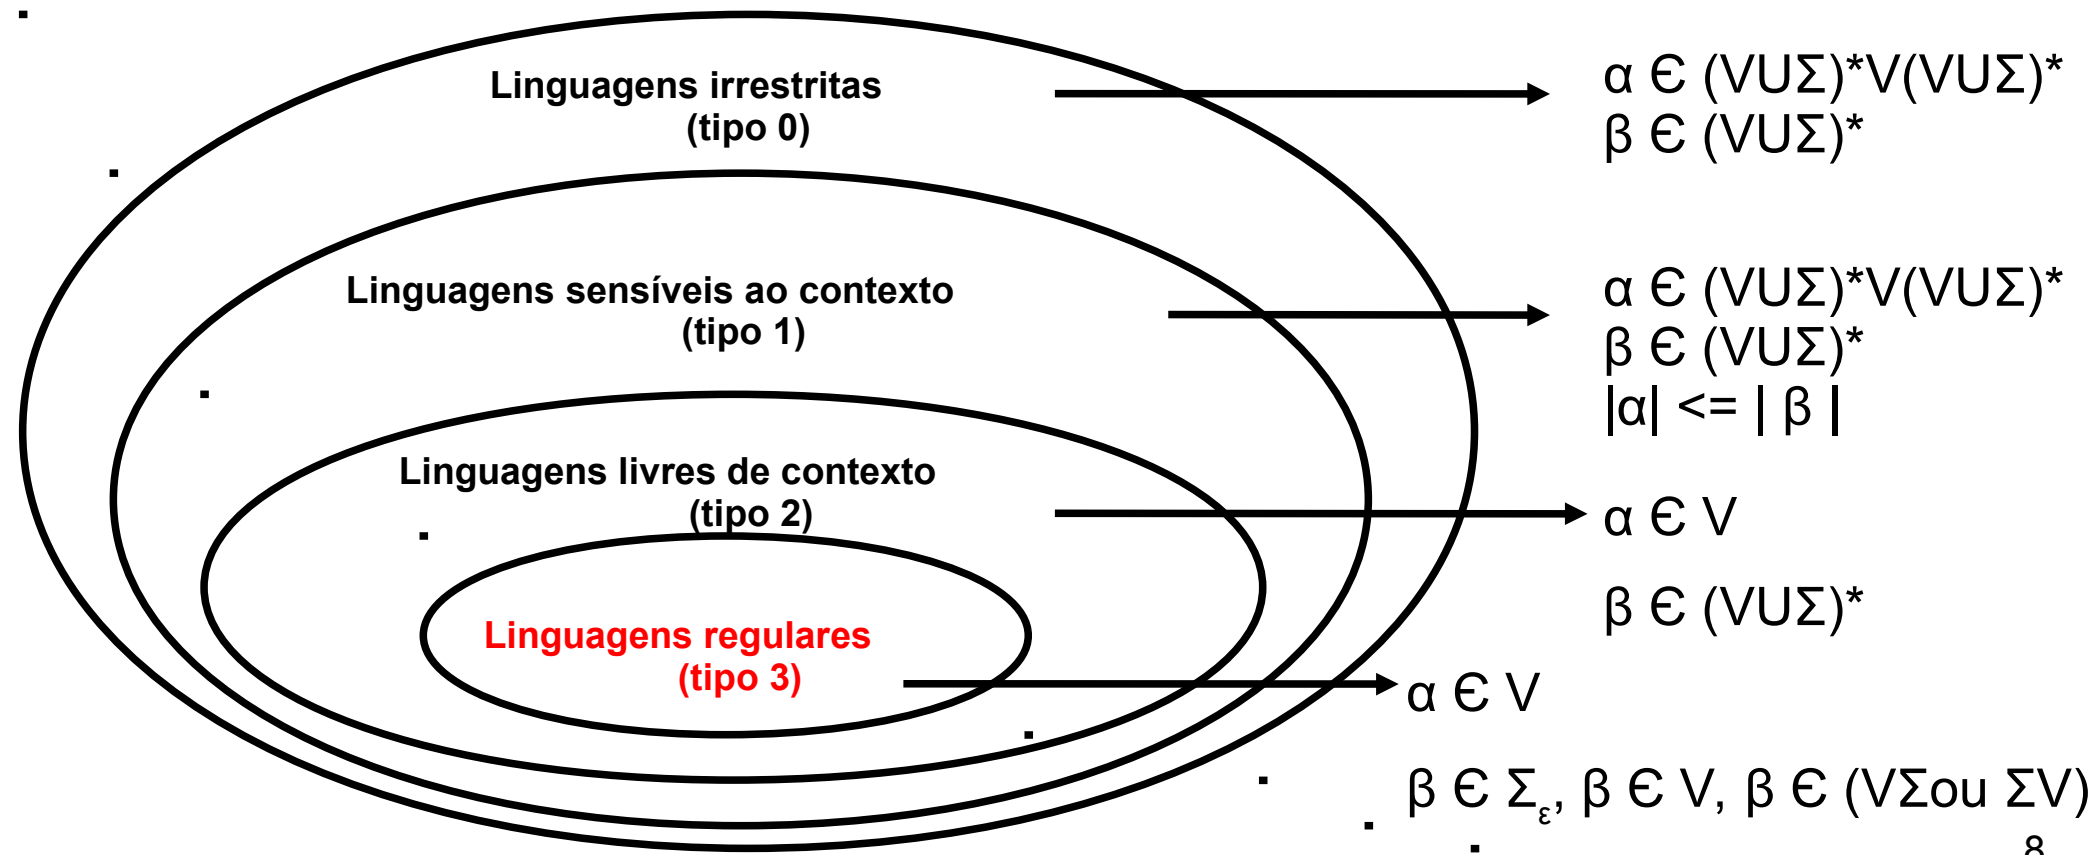 Linguagens irrestritas
(tipo 0)
α Є (VUΣ)*V(VUΣ)*
β Є (VUΣ)*
Linguagens sensíveis ao contexto
(tipo 1)
α Є (VUΣ)*V(VUΣ)*
β Є (VUΣ)*
|α| <= | β |
Linguagens livres de contexto
(tipo 2)
α Є V
β Є (VUΣ)*
Linguagens regulares
(tipo 3)
α Є V
β Є Σε, β Є V, β Є (VΣou ΣV)
8